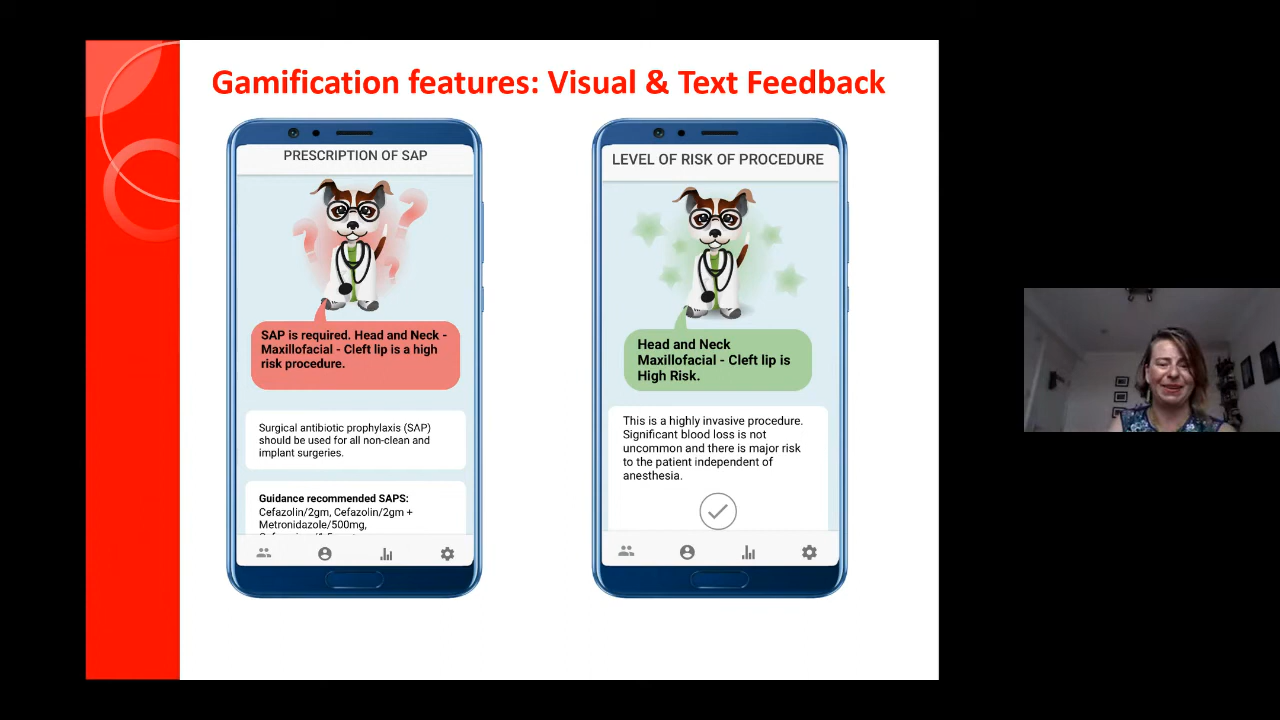 Gamification features: Visual & Text Feedback
PRESCRIPTION OF SAP
SAP is required. Head and Neck -
Maxillofacial - Cleft lip is a high
risk procedure.
Surgical antibiotic prophylaxis (SAP)
should be used for all non-clean and
implant surgeries.
Guidance recommended SAPS:
Cefazolin/2gm, Cefazolin/2gm +
Metronidazole/500mg,
LEVEL OF RISK OF PROCEDURE
Head and Neck
Maxillofacial - Cleft lip is
High Risk.
This is a highly invasive procedure.
Significant blood loss is not
uncommon and there is major risk
to the patient independent of
anesthesia.